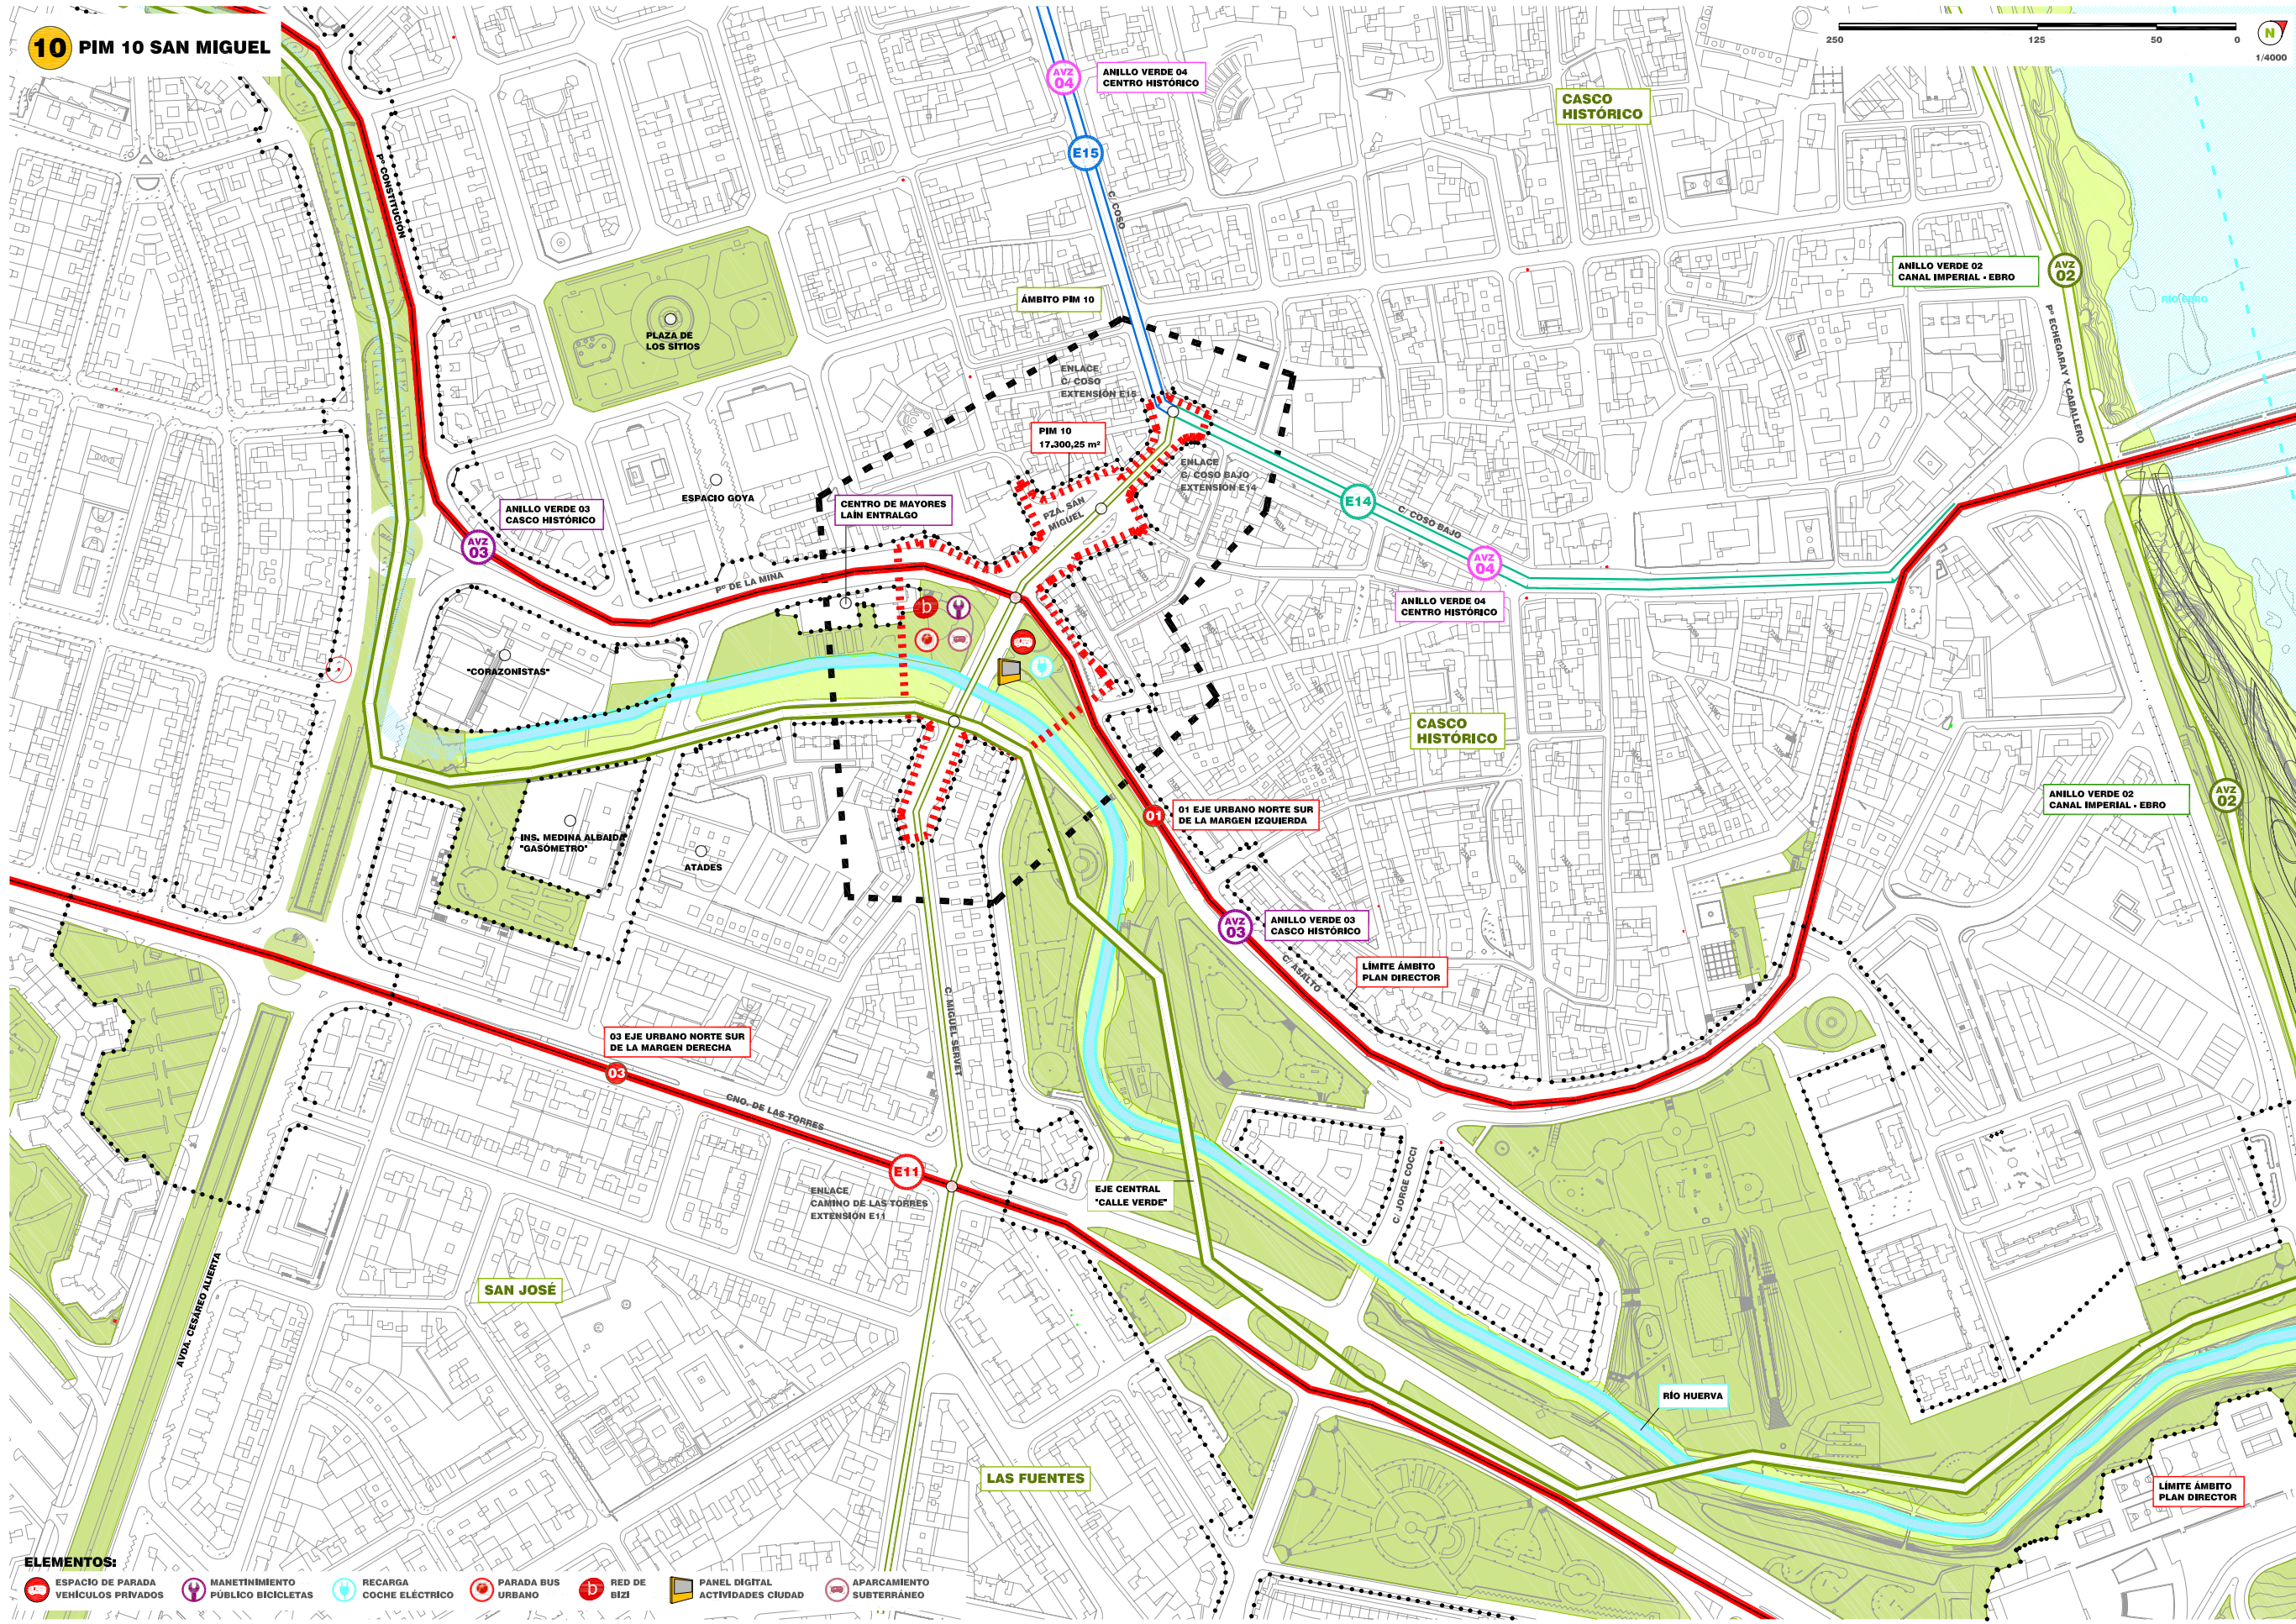 10 PIM 10 SAN MIGUEL
250 125 50 0
N
1/4000
AVZ
04
ANILLO VERDE 04
CENTRO HISTÓRICO
E15
C/ COSO
CASCO
HISTÓRICO
Pº CONSTITUCIÓN
ANILLO VERDE 02
CANAL IMPERIAL - EBRO
AVZ
02
RÍO EBRO
Pº ECHEGARAY Y CABALLERO
ÁMBITO PIM 10
PLAZA DE
LOS SITIOS
ENLACE
C/ COSO
EXTENSIÓN E15
PIM 10
17.300,25 m²
ENLACE
C/ COSO BAJO
EXTENSIÓN E14
ESPACIO GOYA
CENTRO DE MAYORES
LAÍN ENTRALGO
PZA. SAN
MIGUEL
E14
C/ COSO BAJO
ANILLO VERDE 03
CASCO HISTÓRICO
AVZ
03
AVZ
04
ANILLO VERDE 04
CENTRO HISTÓRICO
Pº DE LA MINA
b
"CORAZONISTAS"
CASCO
HISTÓRICO
ANILLO VERDE 02
CANAL IMPERIAL - EBRO
AVZ
02
01
01 EJE URBANO NORTE SUR
DE LA MARGEN IZQUIERDA
INS. MEDINA ALBAIDA
"GASÓMETRO"
ATADES
AVZ
03
ANILLO VERDE 03
CASCO HISTÓRICO
C/ ASALTO
LÍMITE ÁMBITO
PLAN DIRECTOR
C/ MIGUEL SERVET
03 EJE URBANO NORTE SUR
DE LA MARGEN DERECHA
03
CNO. DE LAS TORRES
E11
ENLACE
CAMINO DE LAS TORRES
EXTENSIÓN E11
EJE CENTRAL
"CALLE VERDE"
C/ JORGE COCCI
AVDA. CESÁREO ALIERTA
SAN JOSÉ
RÍO HUERVA
LAS FUENTES
LÍMITE ÁMBITO
PLAN DIRECTOR
ELEMENTOS:
ESPACIO DE PARADA
VEHÍCULOS PRIVADOS
MANETINIMIENTO
PÚBLICO BICICLETAS
RECARGA
COCHE ELÉCTRICO
PARADA BUS
URBANO
b
RED DE
BIZI
PANEL DIGITAL
ACTIVIDADES CIUDAD
APARCAMIENTO
SUBTERRÁNEO